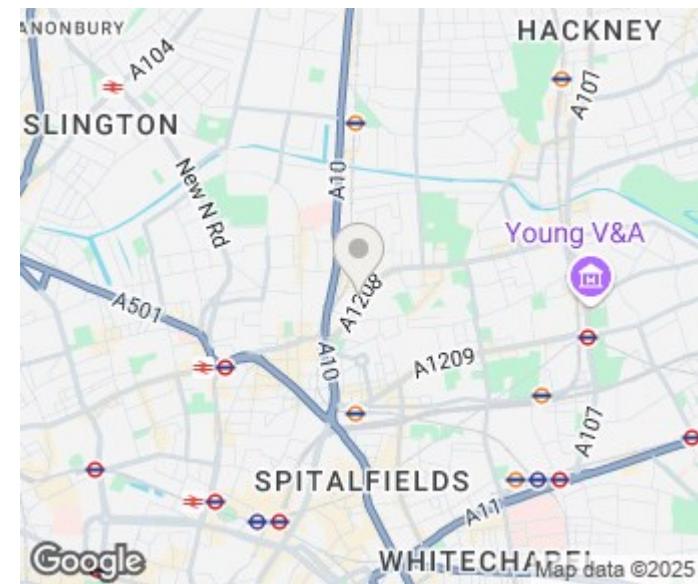 ANONBURY
HACKNEY
A104
A107
SLINGTON
A10
New N Rd
Young V&A
A1208
A501
A10
A1209
A107
SPITALFIELDS
A11
WHITECHAPEL
Google
Map data ©2025